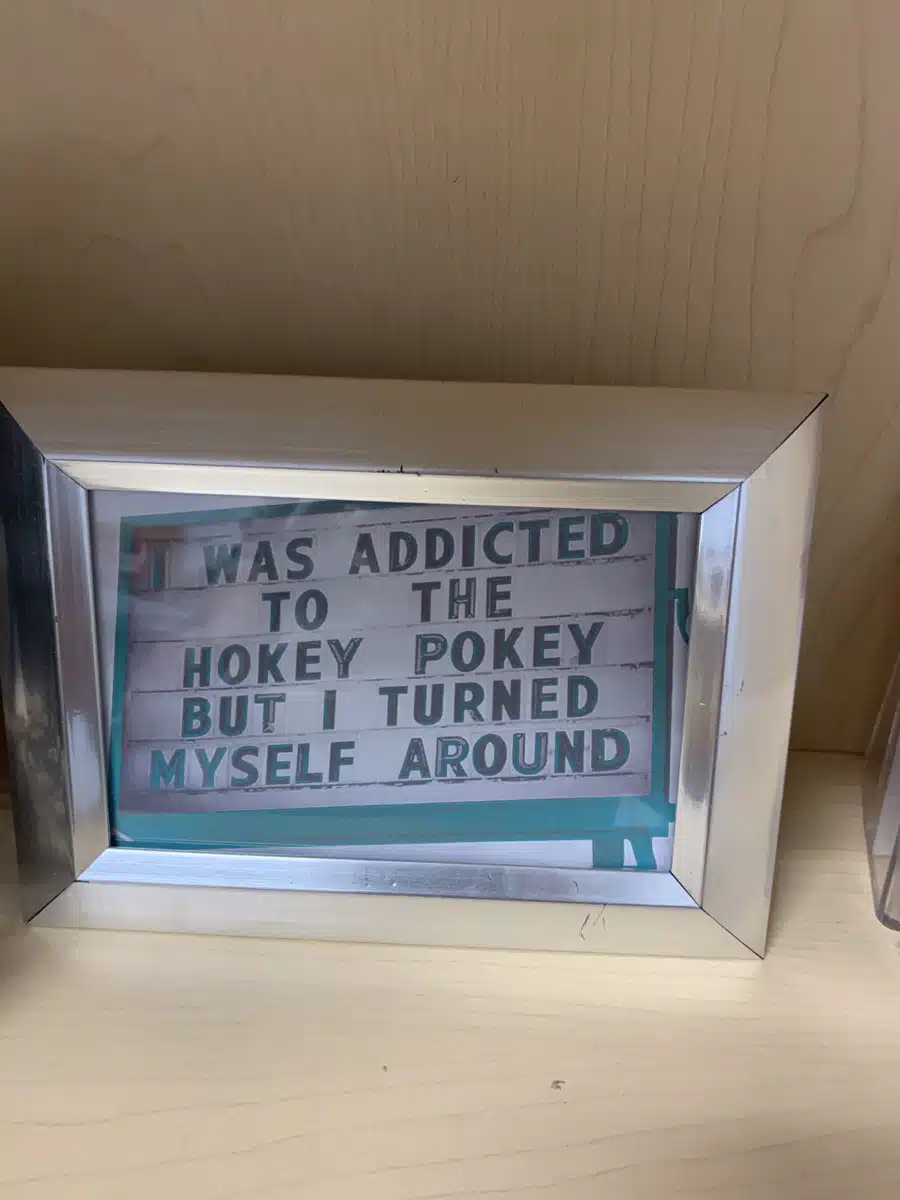 I WAS ADDICTED
TO THE
HOKEY POKEY
BUT I TURNED
MYSELF AROUND